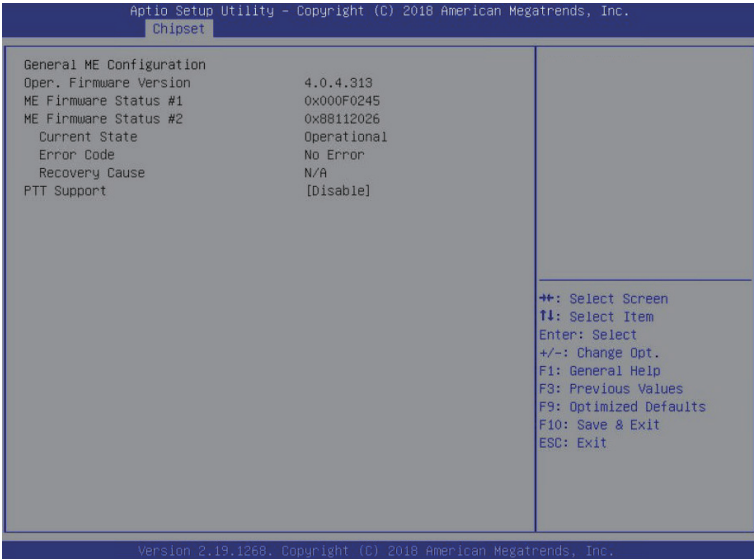 Aptio Setup Utility – Copyright (C) 2018 American Megatrends, Inc.
Chipset
General ME Configuration
Oper. Firmware Version 4.0.4.313
ME Firmware Status #1 0x000F0245
ME Firmware Status #2 0x88112026
Current State Operational
Error Code No Error
Recovery Cause N/A
PTT Support [Disable]
→←: Select Screen
↑↓: Select Item
Enter: Select
+/-: Change Opt.
F1: General Help
F3: Previous Values
F9: Optimized Defaults
F10: Save & Exit
ESC: Exit
Version 2.19.1268. Copyright (C) 2018 American Megatrends, Inc.